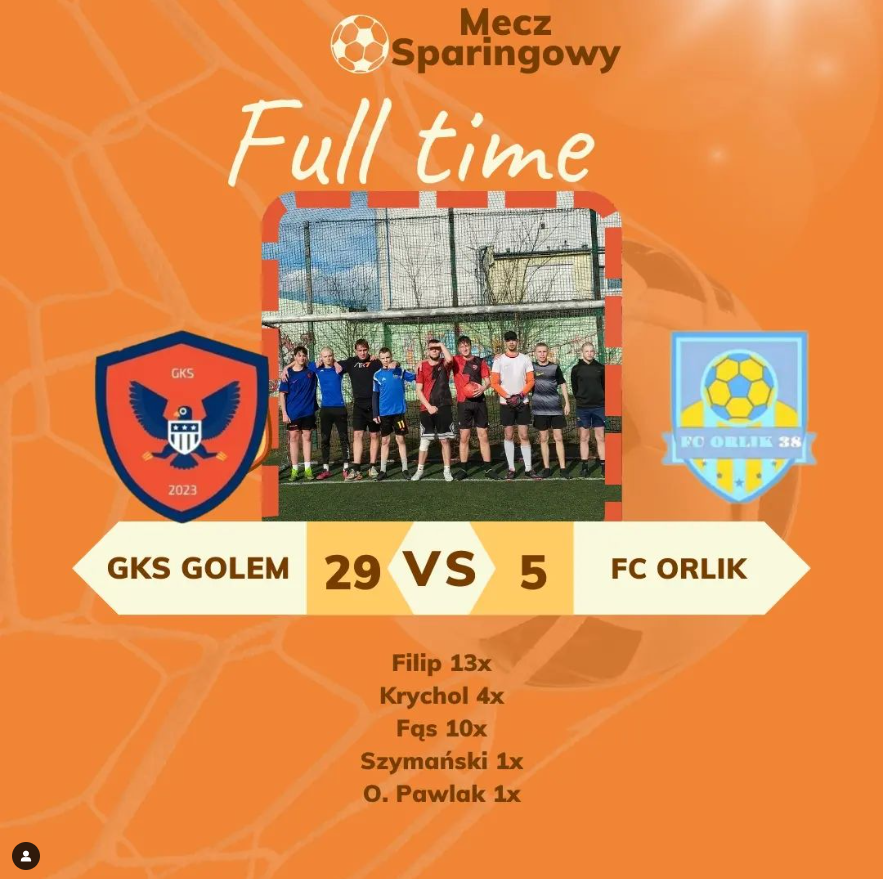 Mecz
Sparingowy
Full time
GKS
2023
FC ORLIK 38
GKS GOLEM 29 VS 5 FC ORLIK
Filip 13x
Krychol 4x
Fąs 10x
Szymański 1x
O. Pawlak 1x